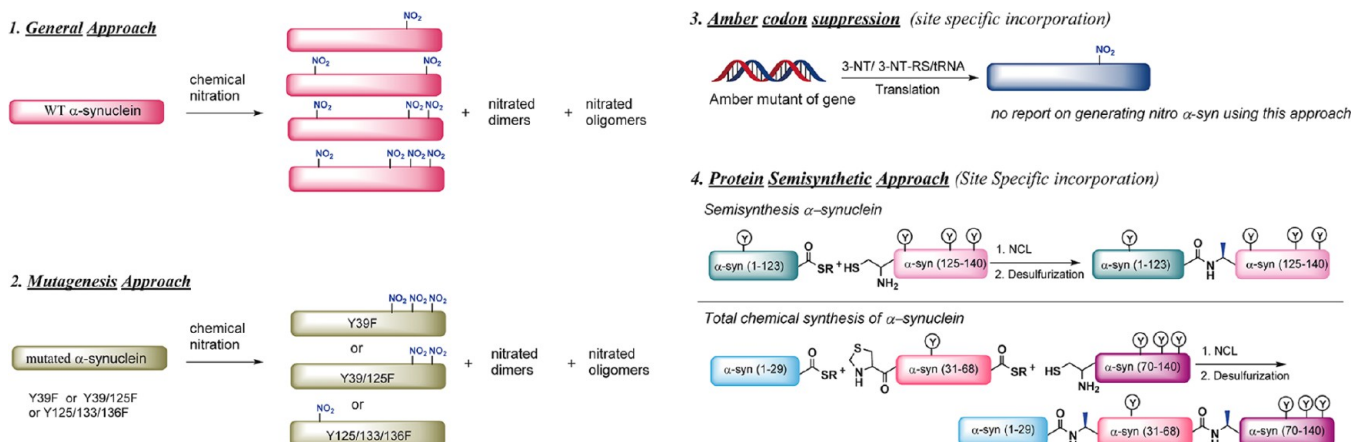 1. General Approach
WT α-synuclein
chemical
nitration
NO2
NO2 NO2
NO2 NO2 NO2
NO2 NO2 NO2 NO2
+ nitrated dimers + nitrated oligomers
2. Mutagenesis Approach
mutated α-synuclein
Y39F or Y39/125F
or Y125/133/136F
chemical
nitration
NO2 NO2 NO2
Y39F
or
NO2 NO2
Y39/125F
or
NO2
Y125/133/136F
+ nitrated dimers + nitrated oligomers
3. Amber codon suppression (site specific incorporation)
Amber mutant of gene
3-NT/ 3-NT-RS/tRNA
Translation
NO2
no report on generating nitro α-syn using this approach
4. Protein Semisynthetic Approach (Site Specific incorporation)
Semisynthesis α–synuclein
Y Y Y Y
α-syn (1-123) O SR + HS NH2 α-syn (125-140)
1. NCL
2. Desulfurization
Y Y Y Y
α-syn (1-123) O N H α-syn (125-140)
Total chemical synthesis of α–synuclein
Y Y Y Y
α-syn (1-29) O SR + S N H O α-syn (31-68) O SR + HS NH2 α-syn (70-140)
1. NCL
2. Desulfurization
Y Y Y Y
α-syn (1-29) O N α-syn (31-68) O N α-syn (70-140)